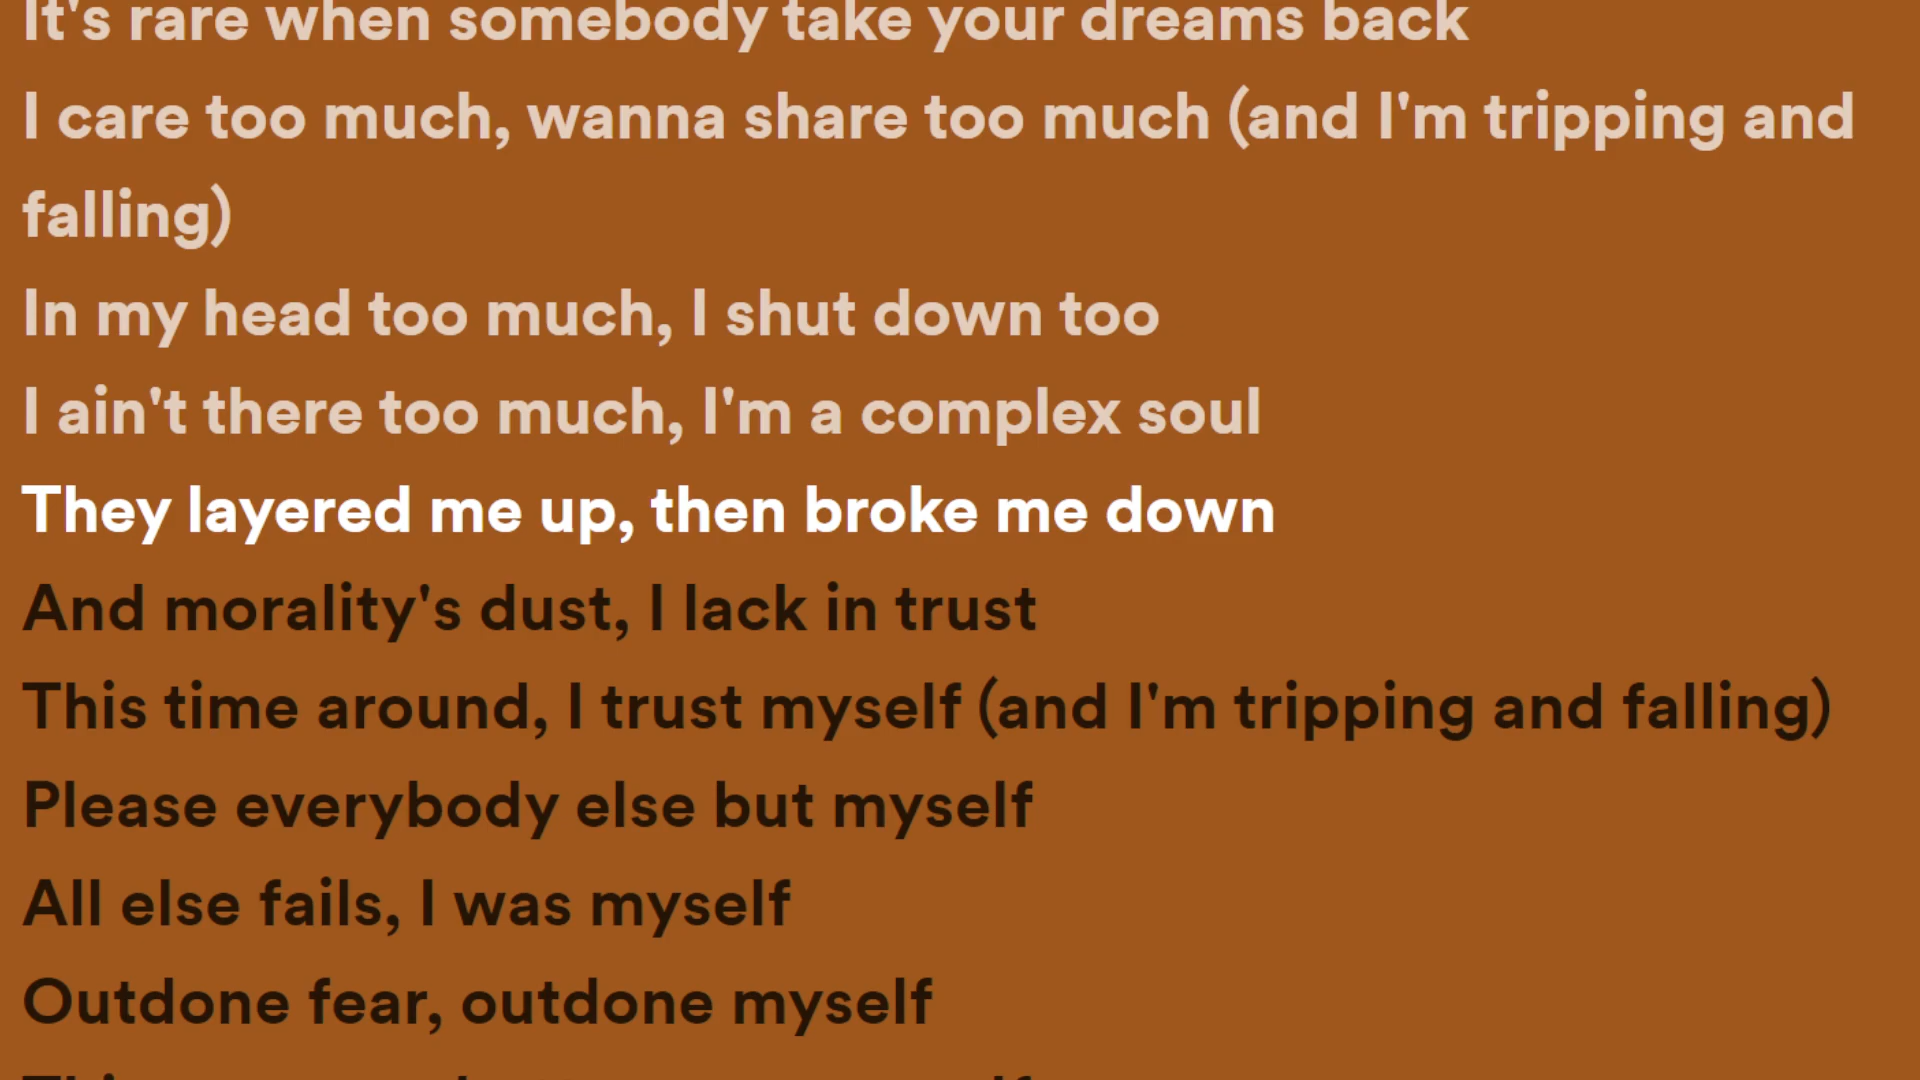 It's rare when somebody take your dreams back
I care too much, wanna share too much (and I'm tripping and
falling)
In my head too much, I shut down too
I ain't there too much, I'm a complex soul
They layered me up, then broke me down
And morality's dust, I lack in trust
This time around, I trust myself (and I'm tripping and falling)
Please everybody else but myself
All else fails, I was myself
Outdone fear, outdone myself